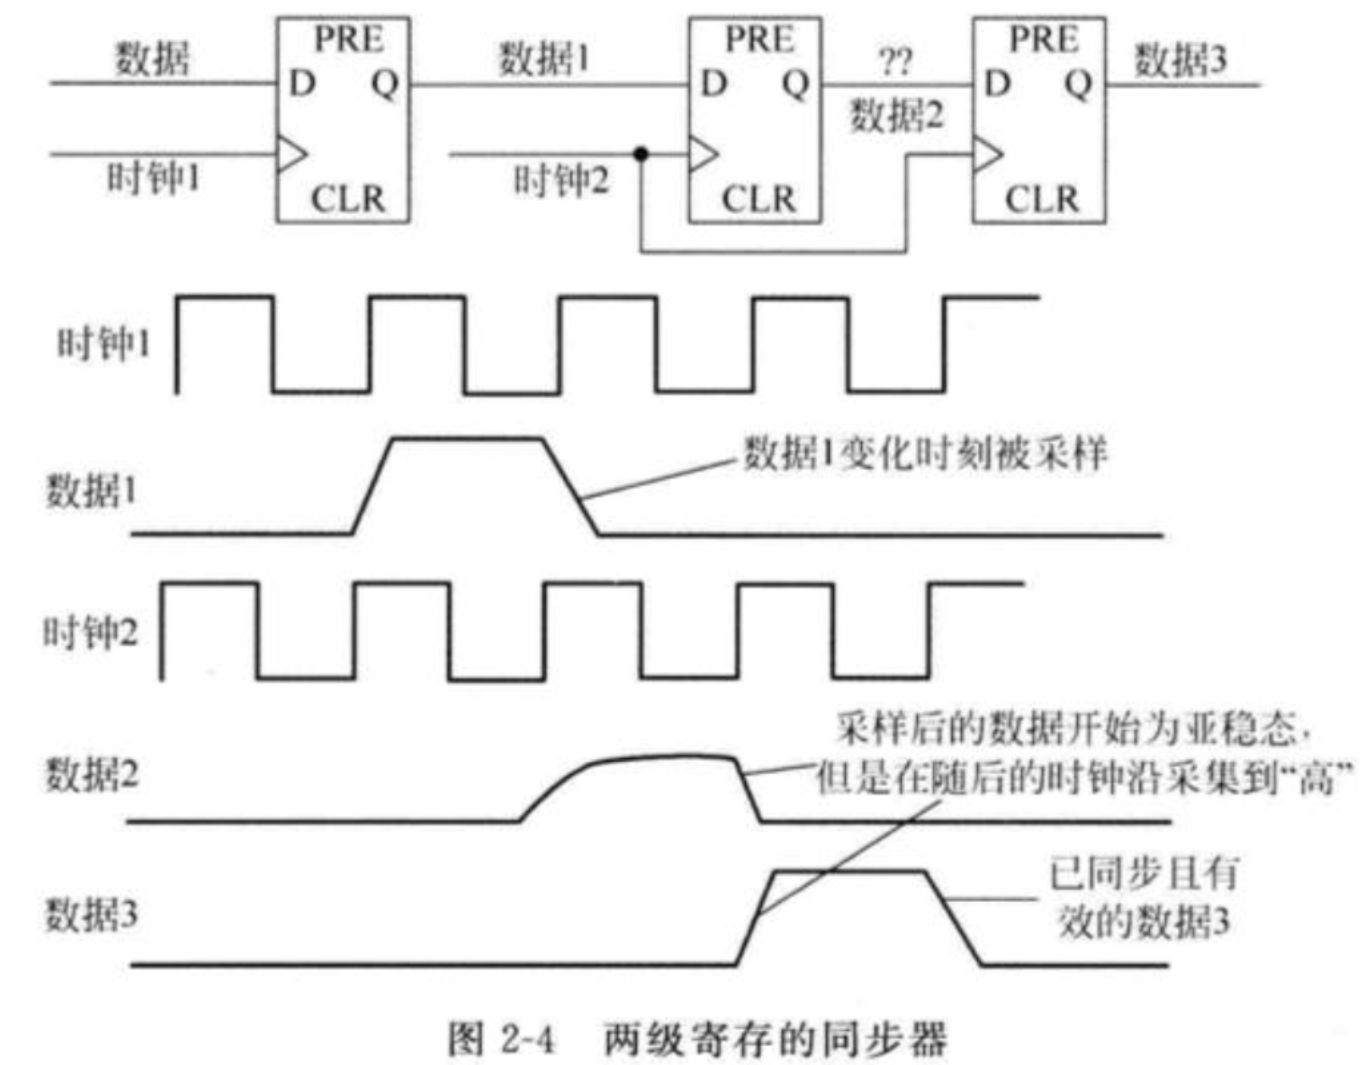 数据
PRE
D Q
CLR
时钟1
数据1
PRE
D Q
CLR
时钟2
??
数据2
PRE
D Q
CLR
数据3
时钟1
数据1
数据1变化时刻被采样
时钟2
数据2
采样后的数据开始为亚稳态,
但是在随后的时钟沿采集到“高”
数据3
已同步且有
效的数据3
图 2-4 两级寄存的同步器